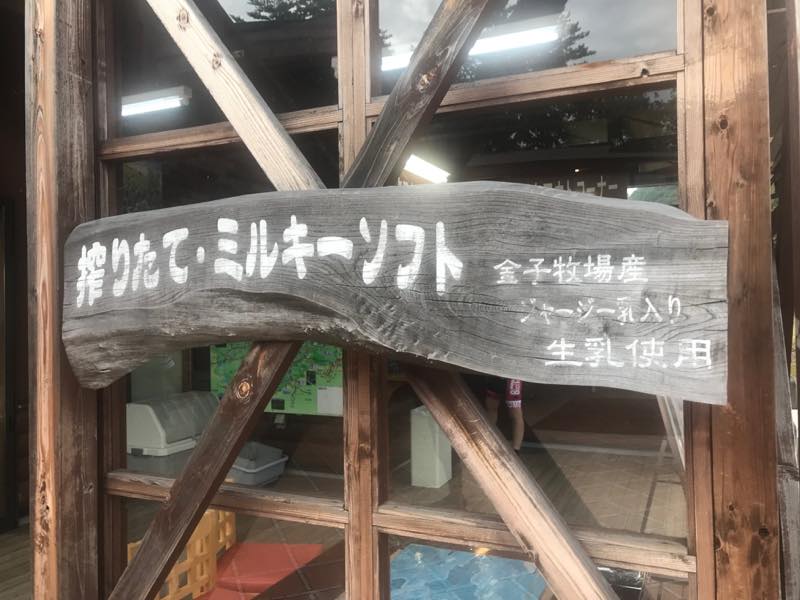 搾りたて・ミルキーソフト
金子牧場産
ジャージー乳入り
生乳使用